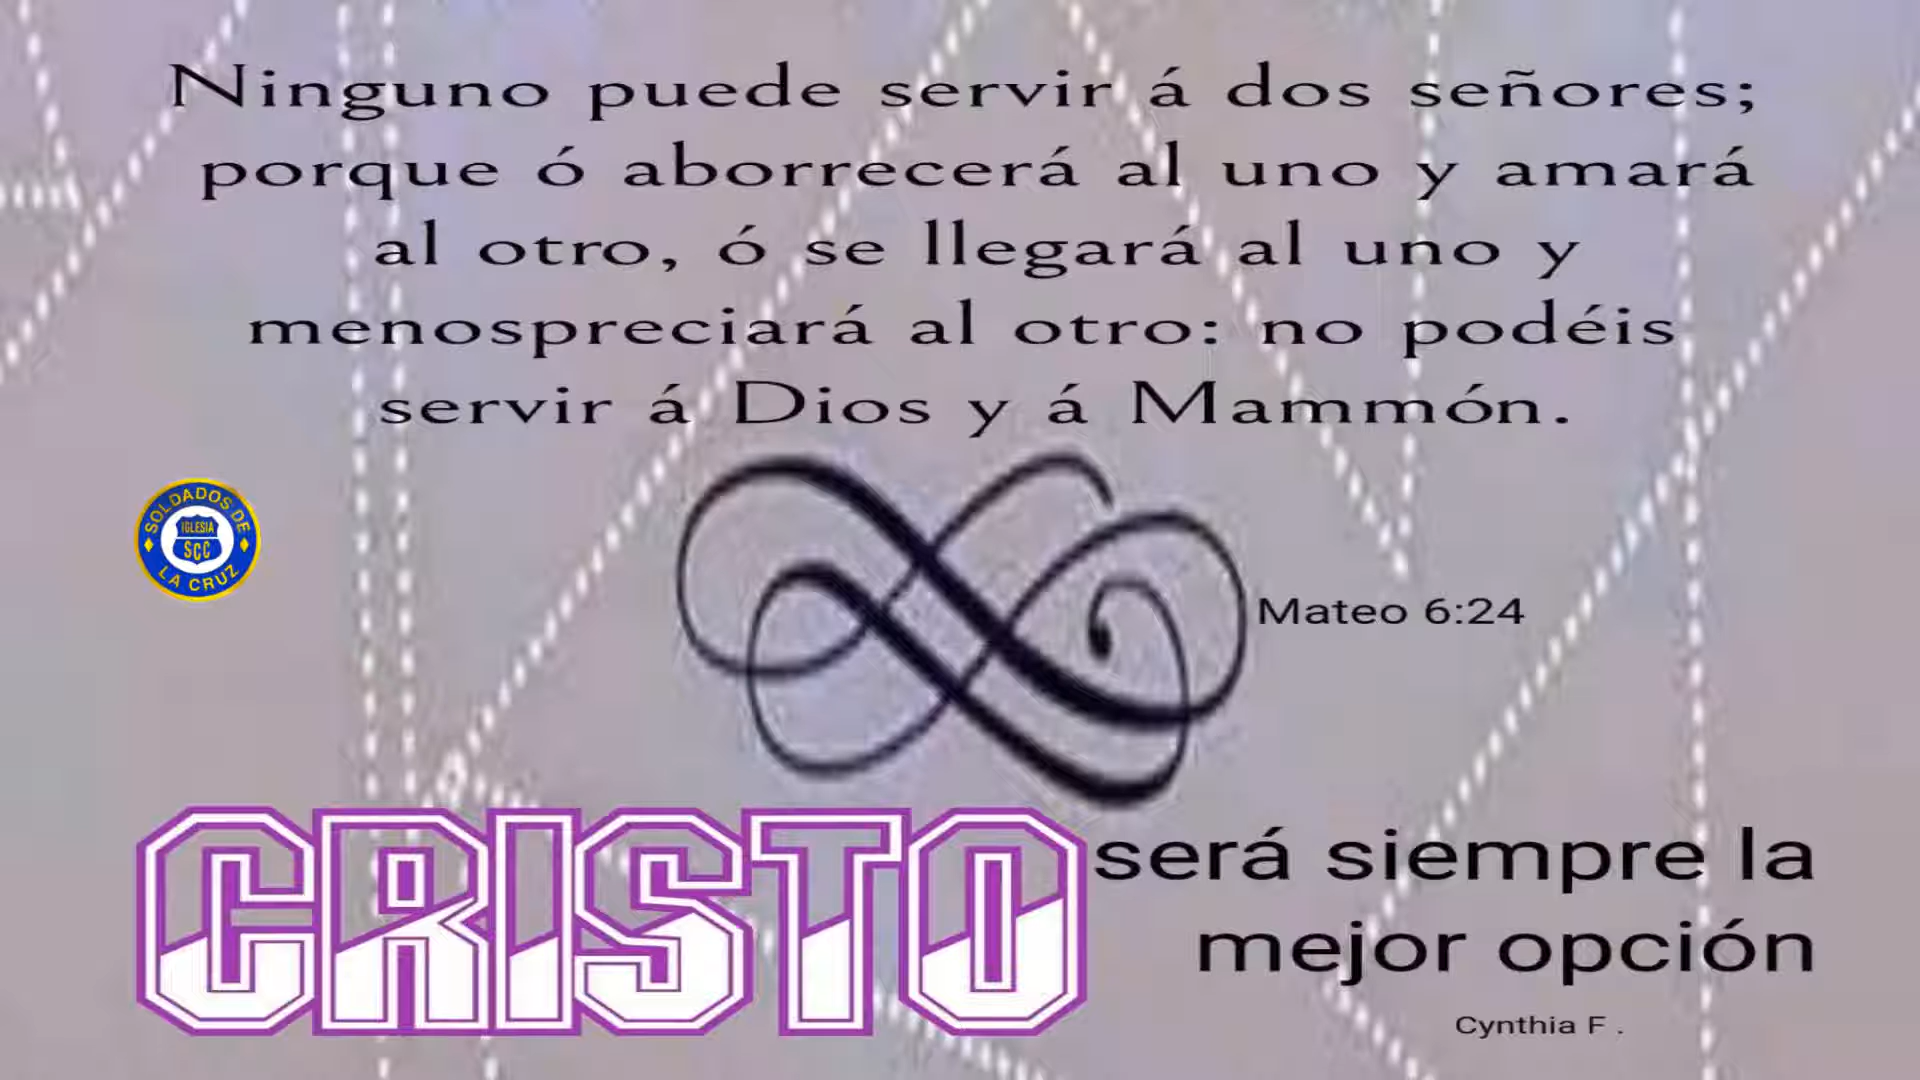 Ninguno puede servir á dos señores;
porque ó aborrecerá al uno y amará
al otro, ó se llegará al uno y
menospreciará al otro: no podéis
servir á Dios y á Mammón.
SOLDADOS DE
IGLESIA
SCC
LA CRUZ
Mateo 6:24
CRISTO será siempre la
mejor opción
Cynthia F .